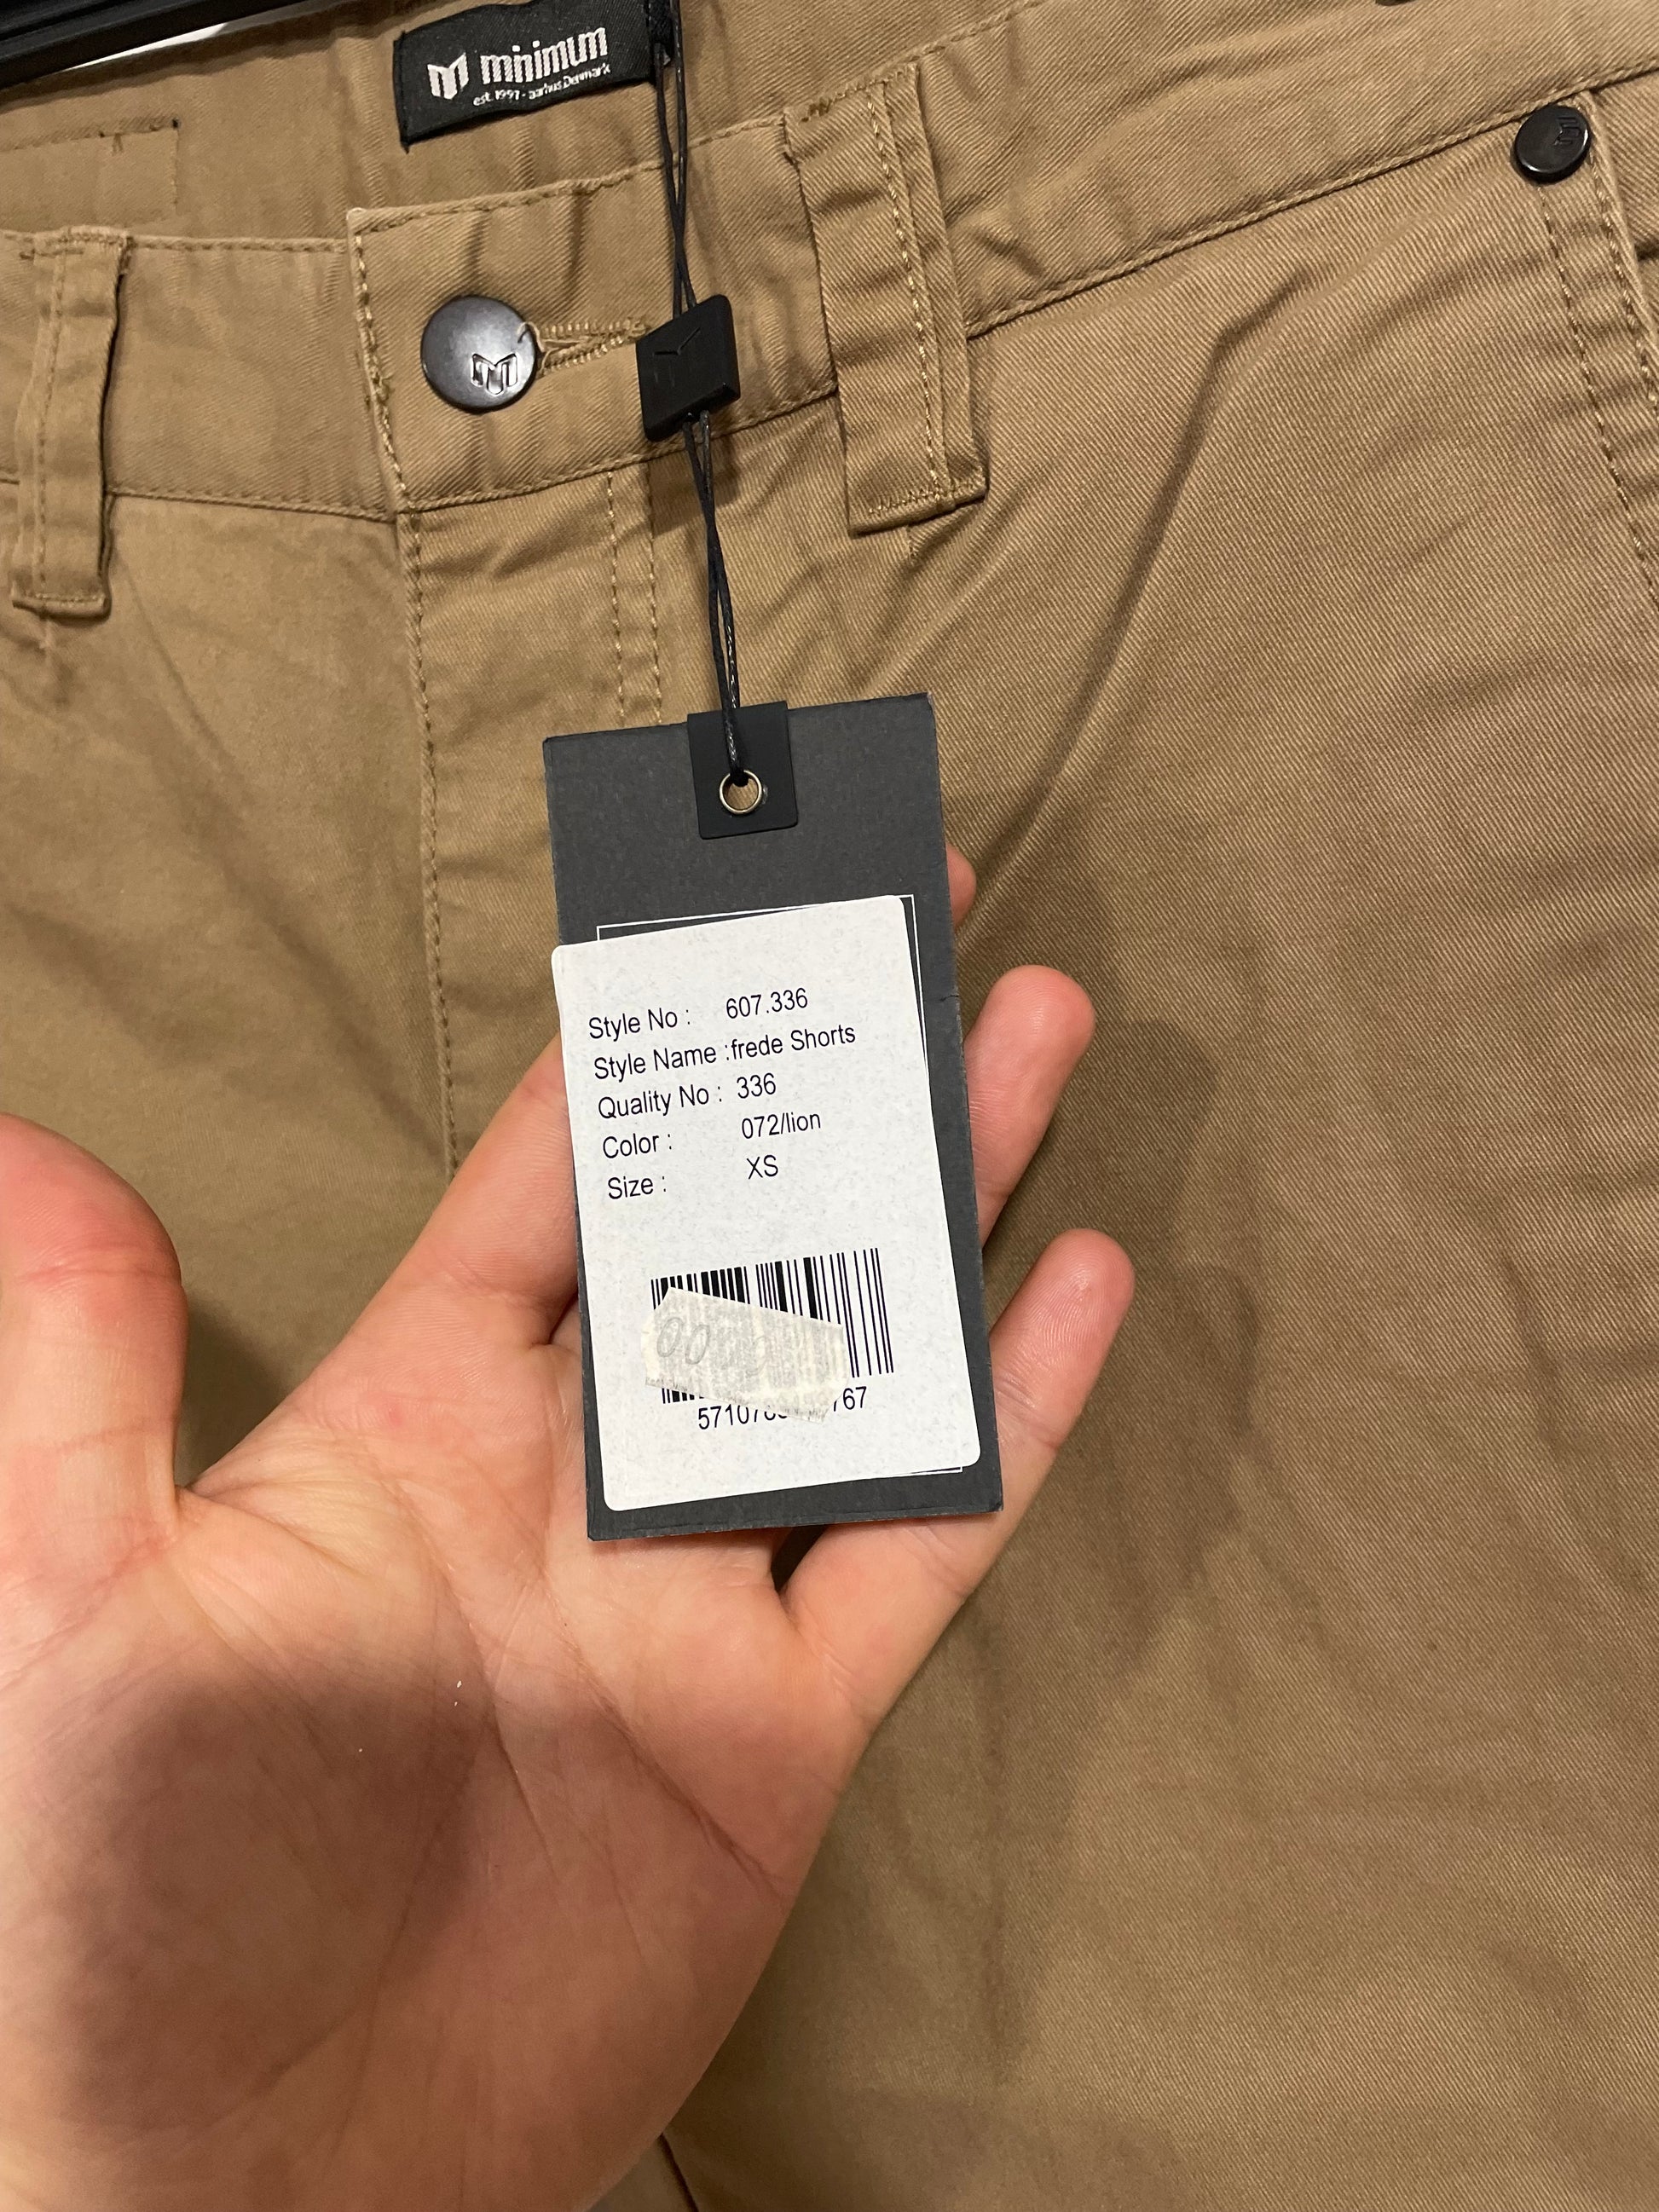 minimum
est. 1997 - aarhus Denmark
Style No : 607.336
Style Name :frede Shorts
Quality No : 336
Color : 072/lion
Size : XS